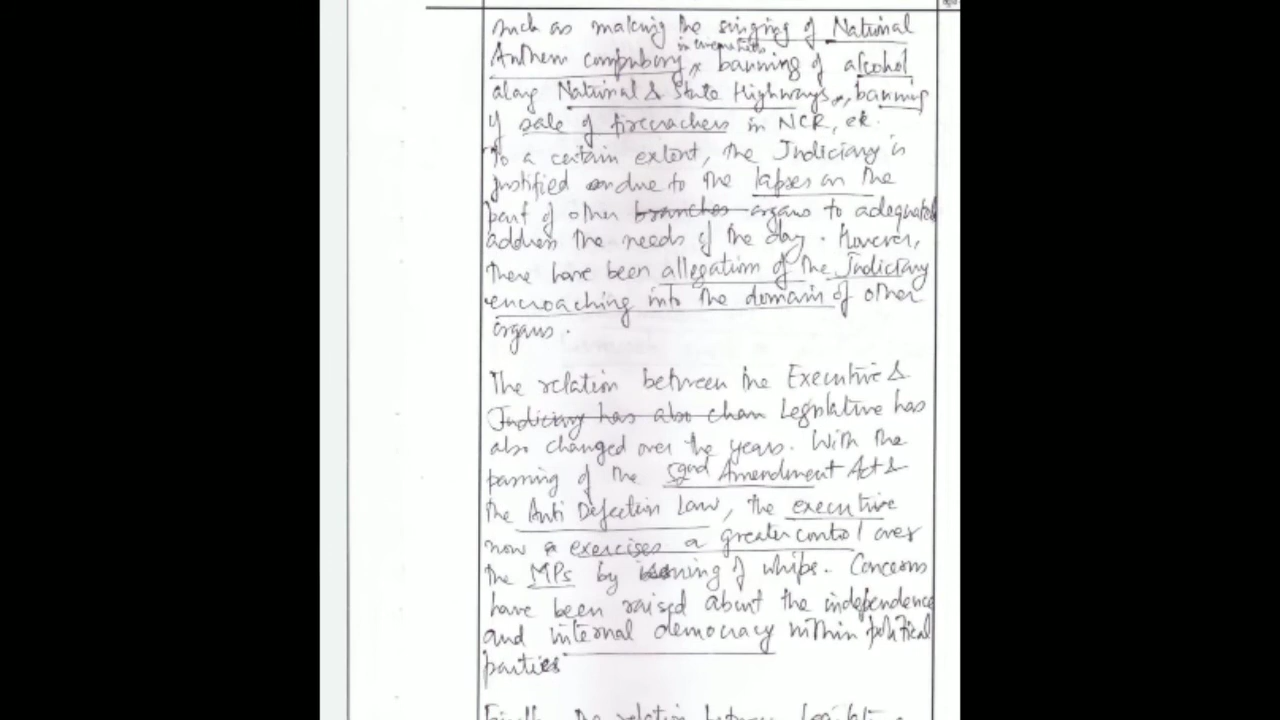 such as making the singing of National
Anthem compulsory in cinema halls, banning of alcohol
along National & State Highways, banning
of sale of firecrackers in NCR, etc.
To a certain extent, the Judiciary is
justified due to the lapses on the
part of other branches organs to adequately
address the needs of the day. However,
there have been allegation of the Judiciary
encroaching into the domain of other
organs.
The relation between the Executive &
Judiciary has also chan Legislative has
also changed over the years. With the
passing of the 52nd Amendment Act &
the Anti Defection Law, the executive
now exercises a greater control over
the MPs by issuing of whips. Concerns
have been raised about the independence
and internal democracy within political
parties
Finally, the relation between Legislative